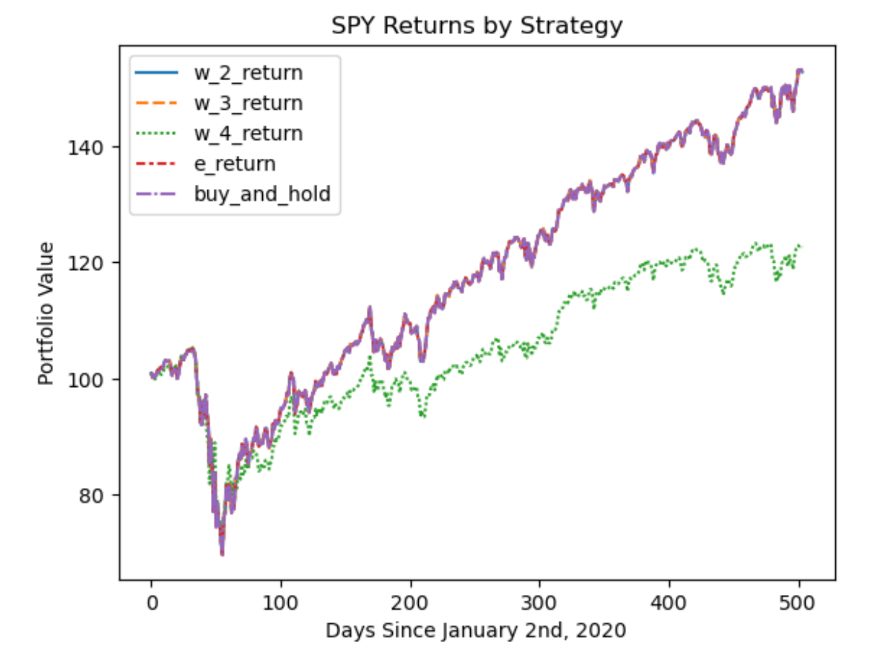 SPY Returns by Strategy
w_2_return
w_3_return
w_4_return
e_return
buy_and_hold
Portfolio Value
140
120
100
80
0 100 200 300 400 500
Days Since January 2nd, 2020